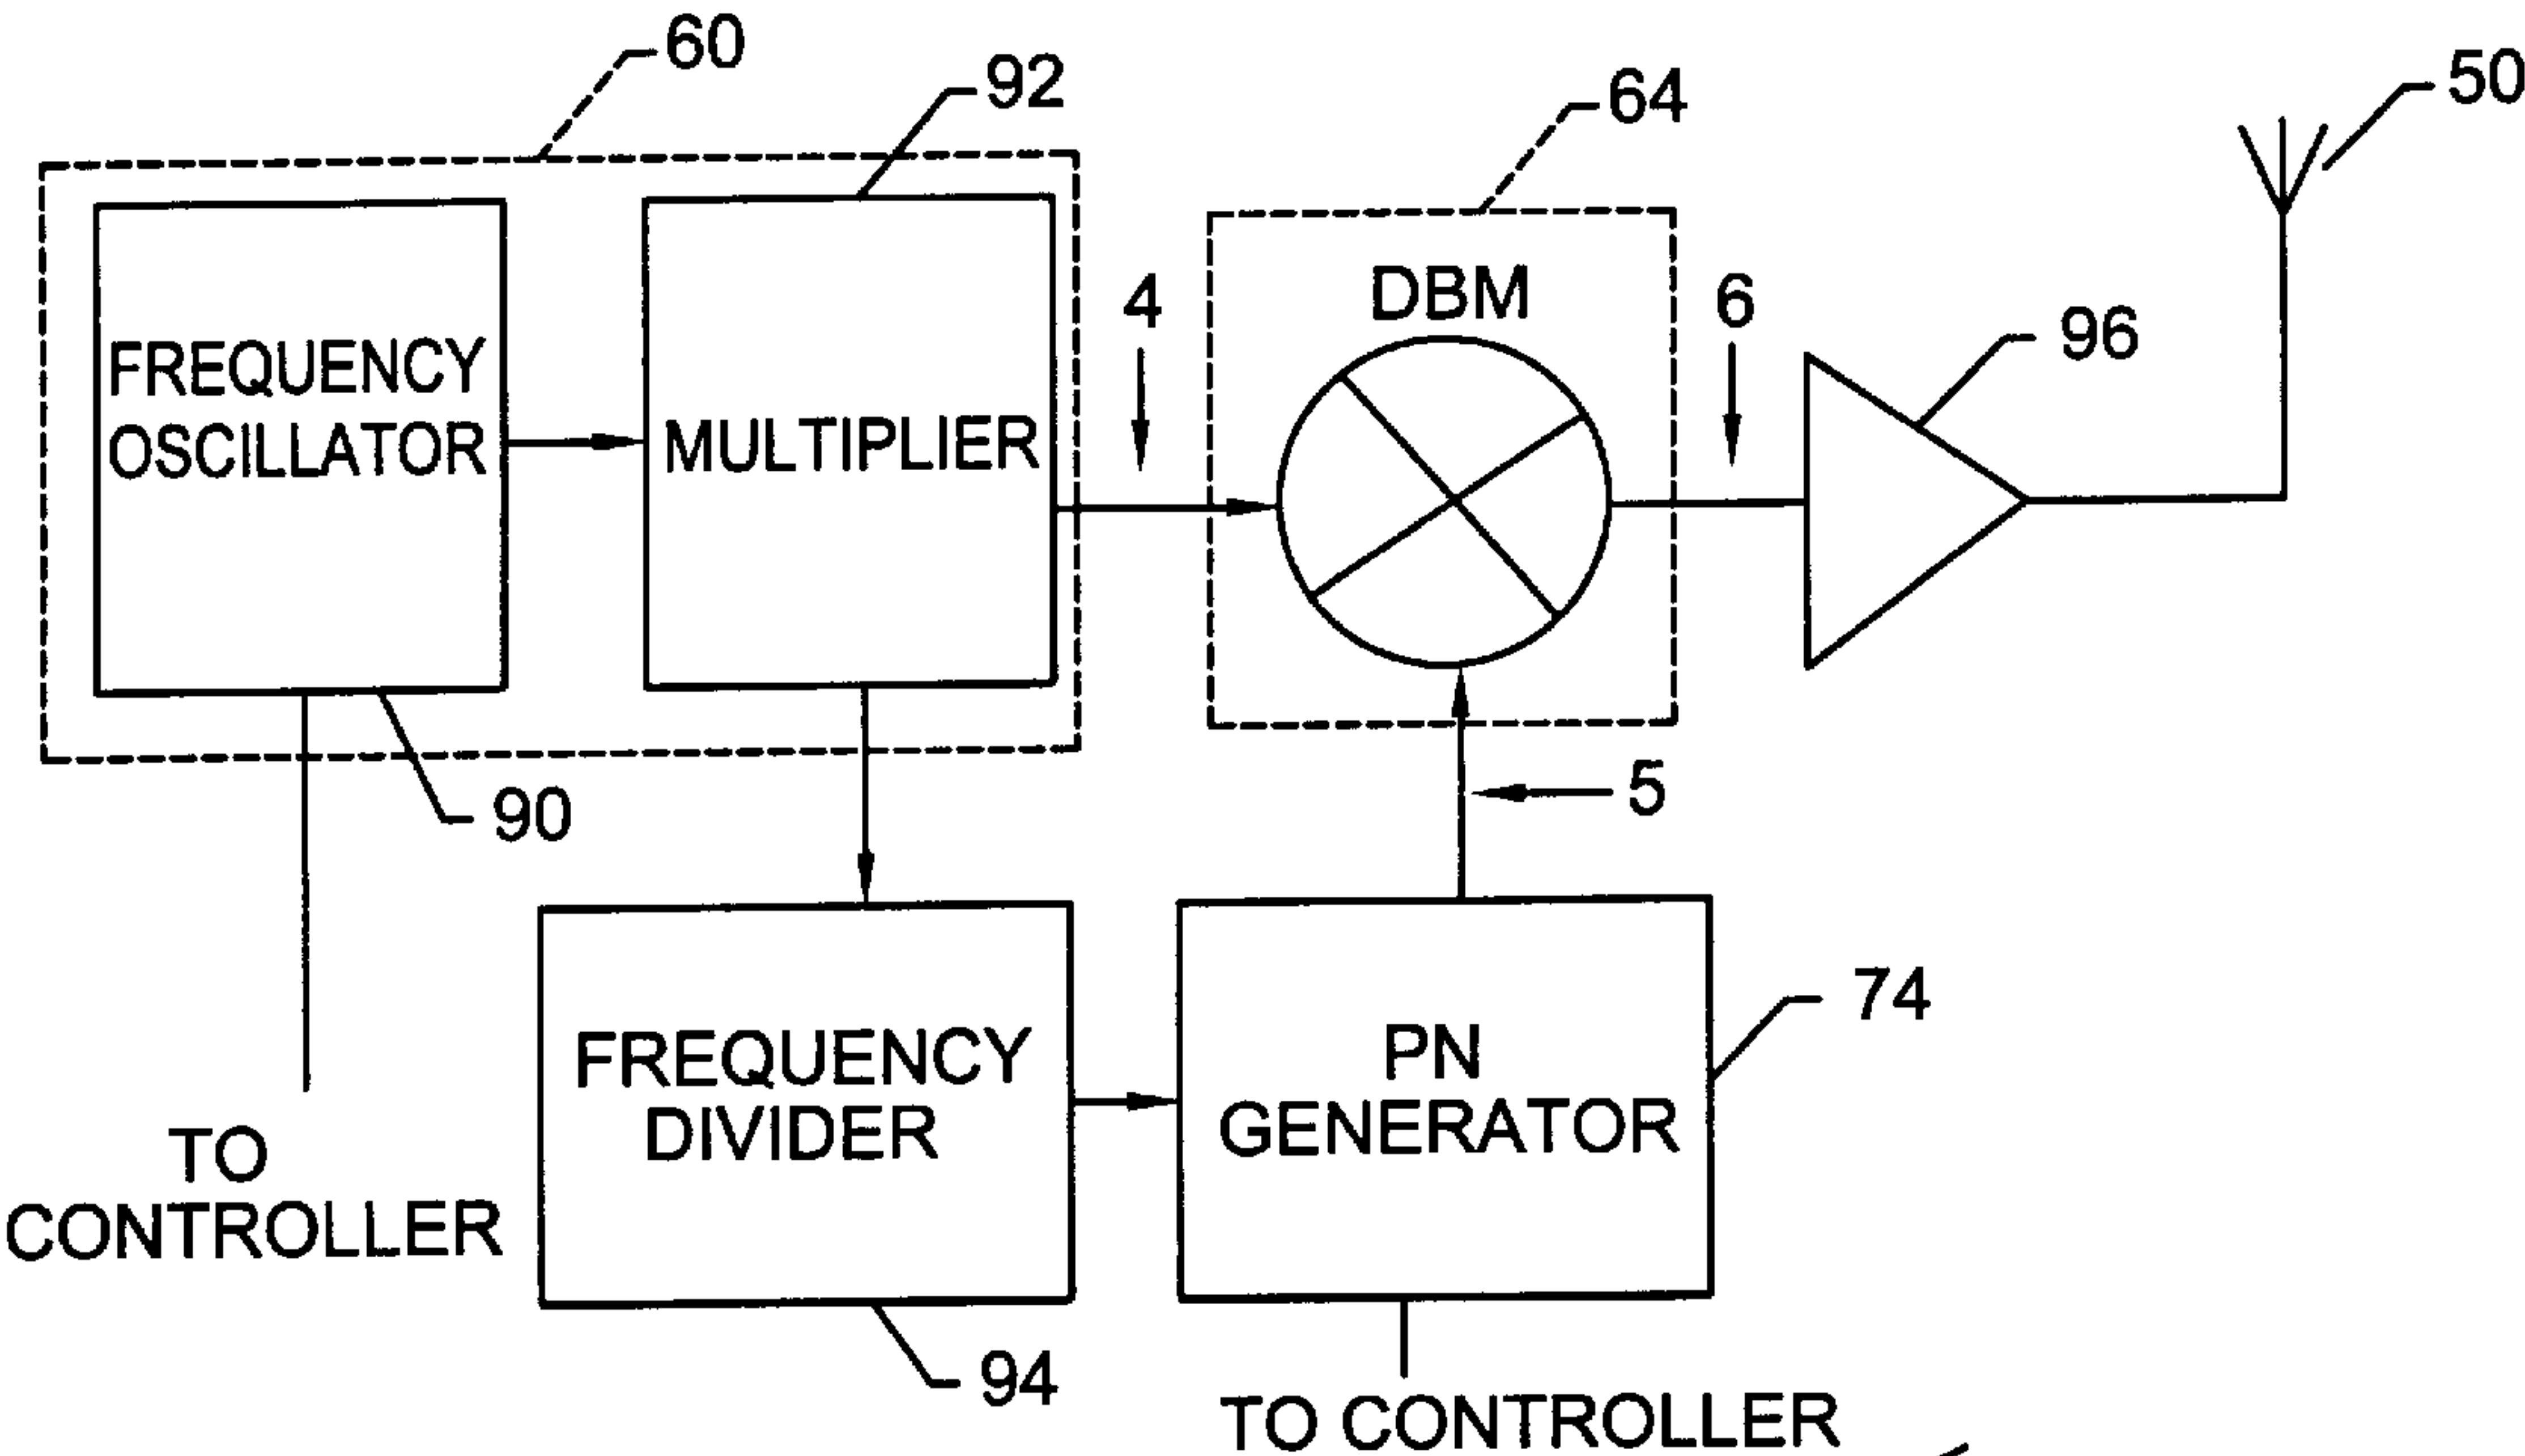 60
92
64
50
DBM
4
6
96
FREQUENCY
OSCILLATOR
MULTIPLIER
90
5
FREQUENCY
DIVIDER
PN
GENERATOR
74
TO
CONTROLLER
94
TO CONTROLLER